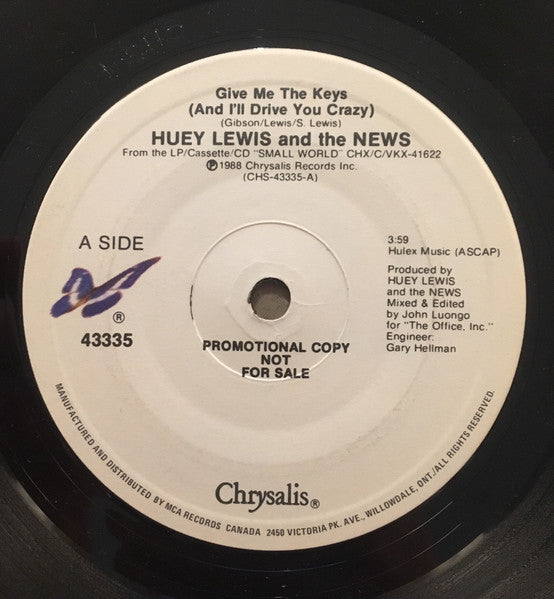 Give Me The Keys
(And I'll Drive You Crazy)
(Gibson/Lewis/S. Lewis)
HUEY LEWIS and the NEWS
From the LP/Cassette/CD "SMALL WORLD" CHX/C/VKX-41622
Ⓟ1988 Chrysalis Records Inc.
(CHS-43335-A)
A SIDE
®
43335
3:59
Hulex Music (ASCAP)
Produced by
HUEY LEWIS
and the NEWS
Mixed & Edited
by John Luongo
for "The Office, Inc."
Engineer:
Gary Hellman
PROMOTIONAL COPY
NOT
FOR SALE
Chrysalis®
MANUFACTURED AND DISTRIBUTED BY MCA RECORDS CANADA 2450 VICTORIA PK. AVE., WILLOWDALE, ONT./ALL RIGHTS RESERVED.